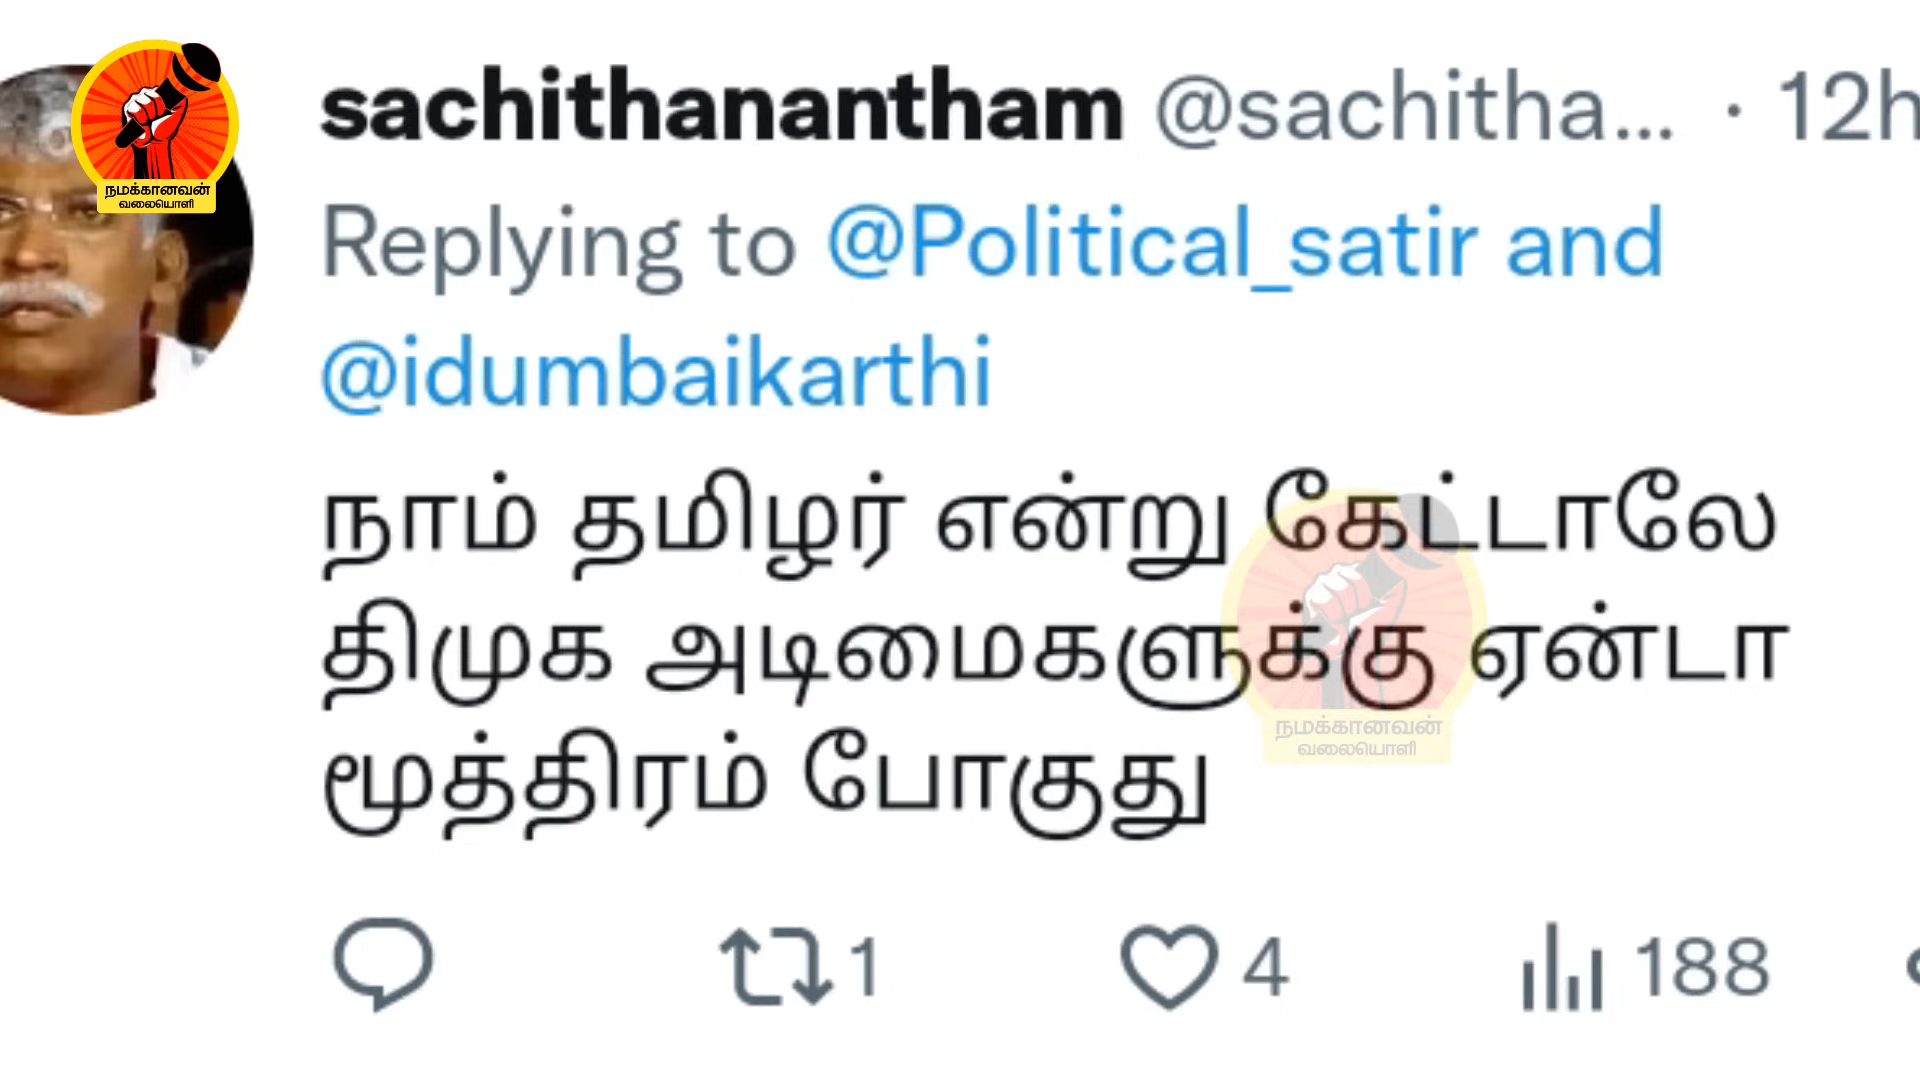 நமக்கானவன்
வலையொளி
sachithanantham @sachitha... · 12h
Replying to @Political_satir and
@idumbaikarthi
நாம் தமிழர் என்று கேட்டாலே
திமுக அடிமைகளுக்கு ஏன்டா
மூத்திரம் போகுது
நமக்கானவன்
வலையொளி
1 4 188